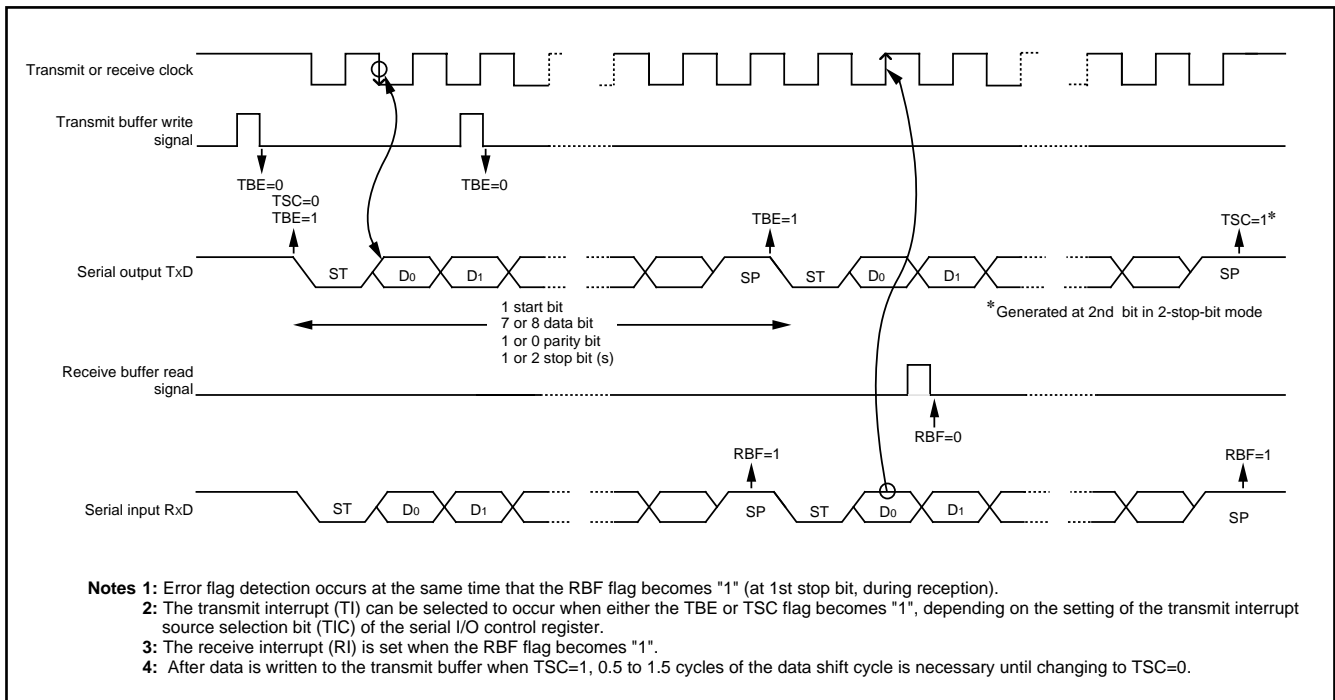 Transmit or receive clock
Transmit buffer write
signal
TBE=0
TSC=0
TBE=1
TBE=0
TBE=1
TSC=1*
Serial output TxD
ST
D0
D1
SP
ST
D0
D1
SP
1 start bit
7 or 8 data bit
1 or 0 parity bit
1 or 2 stop bit (s)
*Generated at 2nd bit in 2-stop-bit mode
Receive buffer read
signal
RBF=0
RBF=1
RBF=1
Serial input RxD
ST
D0
D1
SP
ST
D0
D1
SP
Notes 1: Error flag detection occurs at the same time that the RBF flag becomes "1" (at 1st stop bit, during reception).
2: The transmit interrupt (TI) can be selected to occur when either the TBE or TSC flag becomes "1", depending on the setting of the transmit interrupt
source selection bit (TIC) of the serial I/O control register.
3: The receive interrupt (RI) is set when the RBF flag becomes "1".
4: After data is written to the transmit buffer when TSC=1, 0.5 to 1.5 cycles of the data shift cycle is necessary until changing to TSC=0.